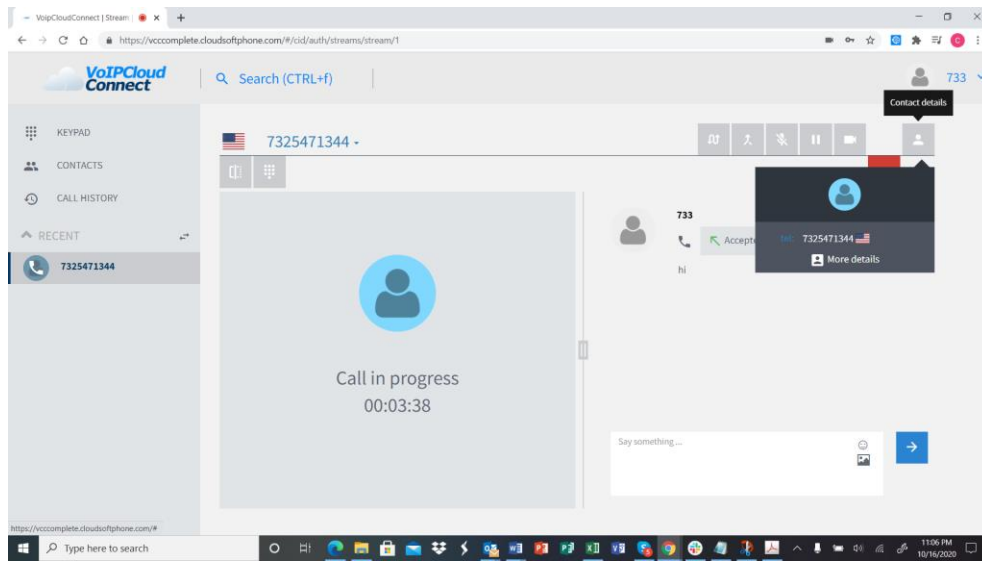 VoipCloudConnect | Stream
https://vcccomplete.cloudsoftphone.com/#/cid/auth/streams/stream/1
VoIPCloud
Connect
Search (CTRL+f)
733
Contact details
KEYPAD
CONTACTS
CALL HISTORY
RECENT
7325471344
7325471344
Call in progress
00:03:38
733
Accepte
hi
tel: 7325471344
More details
Say something ...
https://vcccomplete.cloudsoftphone.com/#
Type here to search
11:06 PM
10/16/2020